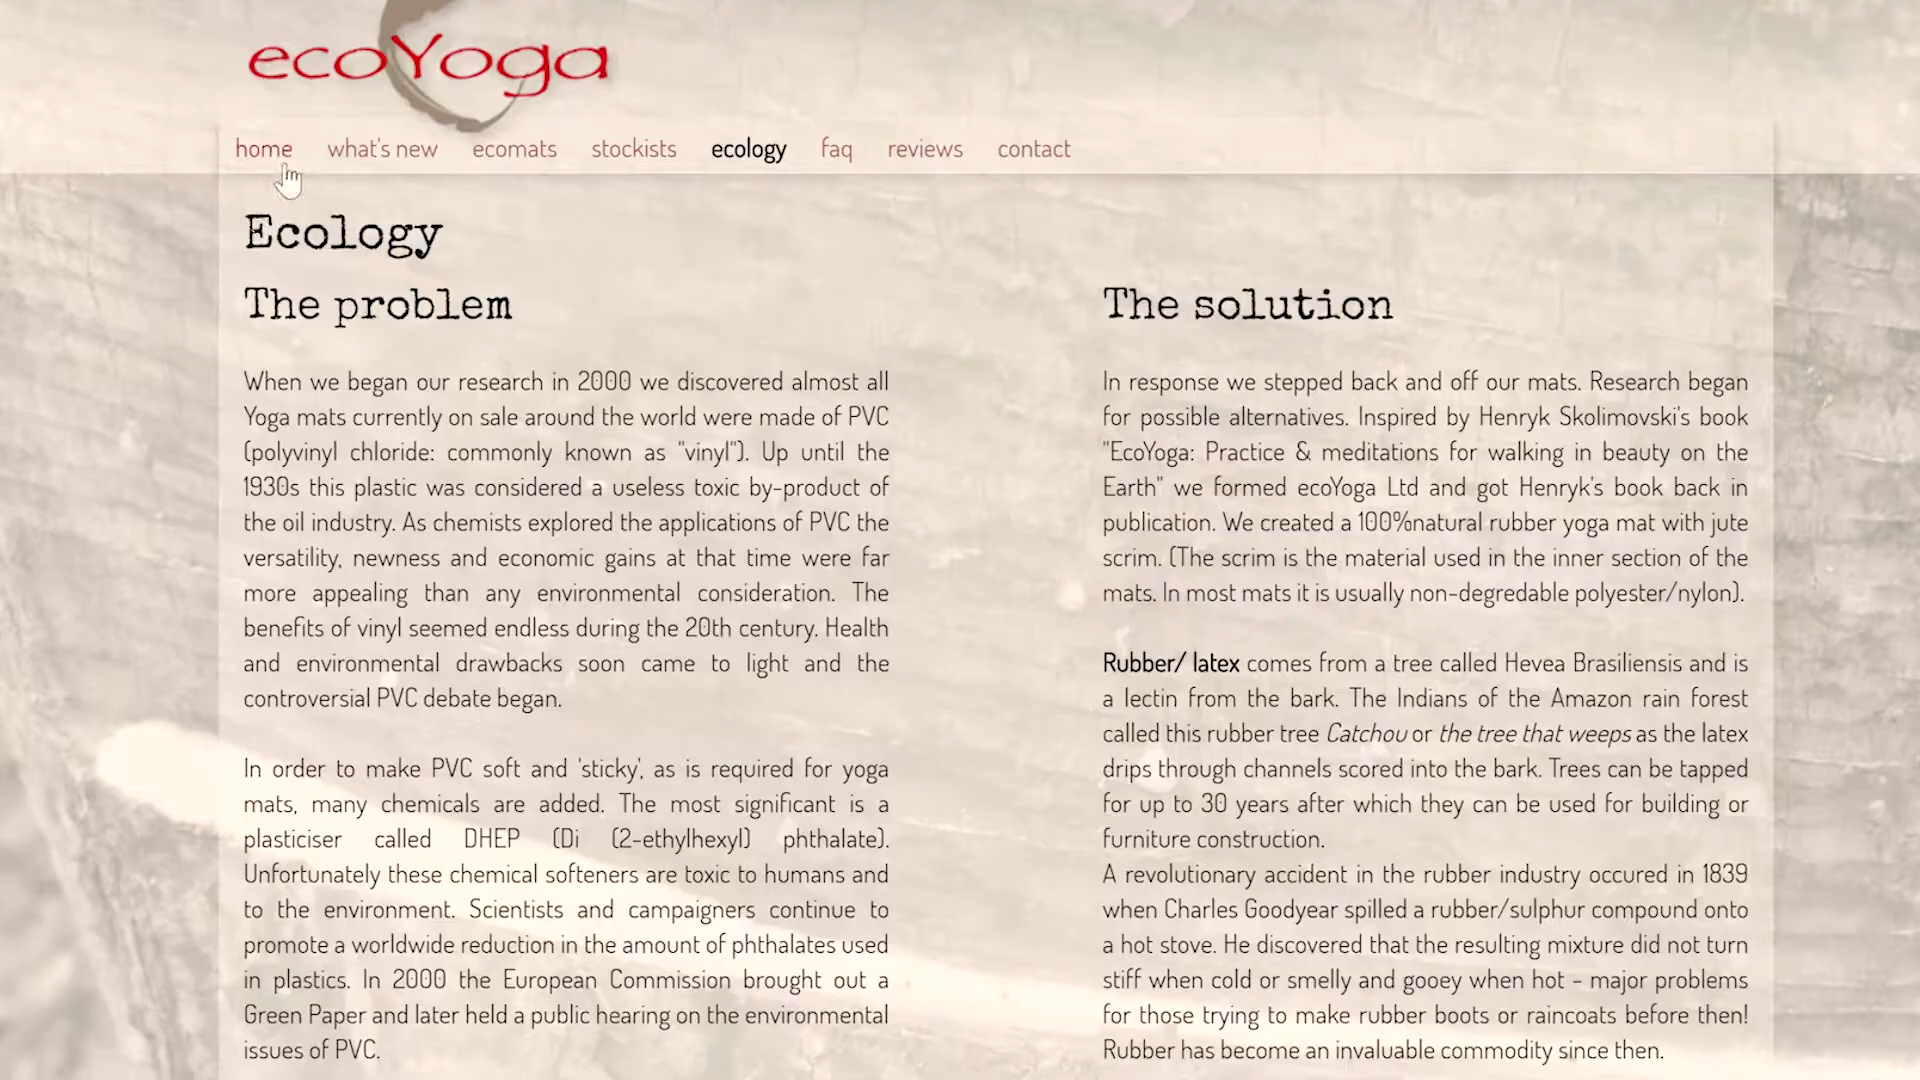 ecoYoga
home what's new ecomats stockists ecology faq reviews contact
Ecology
The problem
When we began our research in 2000 we discovered almost all
Yoga mats currently on sale around the world were made of PVC
(polyvinyl chloride: commonly known as "vinyl"). Up until the
1930s this plastic was considered a useless toxic by-product of
the oil industry. As chemists explored the applications of PVC the
versatility, newness and economic gains at that time were far
more appealing than any environmental consideration. The
benefits of vinyl seemed endless during the 20th century. Health
and environmental drawbacks soon came to light and the
controversial PVC debate began.
In order to make PVC soft and 'sticky', as is required for yoga
mats, many chemicals are added. The most significant is a
plasticiser called DHEP (Di (2-ethylhexyl) phthalate).
Unfortunately these chemical softeners are toxic to humans and
to the environment. Scientists and campaigners continue to
promote a worldwide reduction in the amount of phthalates used
in plastics. In 2000 the European Commission brought out a
Green Paper and later held a public hearing on the environmental
issues of PVC.
The solution
In response we stepped back and off our mats. Research began
for possible alternatives. Inspired by Henryk Skolimovski's book
"EcoYoga: Practice & meditations for walking in beauty on the
Earth" we formed ecoYoga Ltd and got Henryk's book back in
publication. We created a 100%natural rubber yoga mat with jute
scrim. (The scrim is the material used in the inner section of the
mats. In most mats it is usually non-degredable polyester/nylon).
Rubber/ latex comes from a tree called Hevea Brasiliensis and is
a lectin from the bark. The Indians of the Amazon rain forest
called this rubber tree Catchou or the tree that weeps as the latex
drips through channels scored into the bark. Trees can be tapped
for up to 30 years after which they can be used for building or
furniture construction.
A revolutionary accident in the rubber industry occured in 1839
when Charles Goodyear spilled a rubber/sulphur compound onto
a hot stove. He discovered that the resulting mixture did not turn
stiff when cold or smelly and gooey when hot - major problems
for those trying to make rubber boots or raincoats before then!
Rubber has become an invaluable commodity since then.